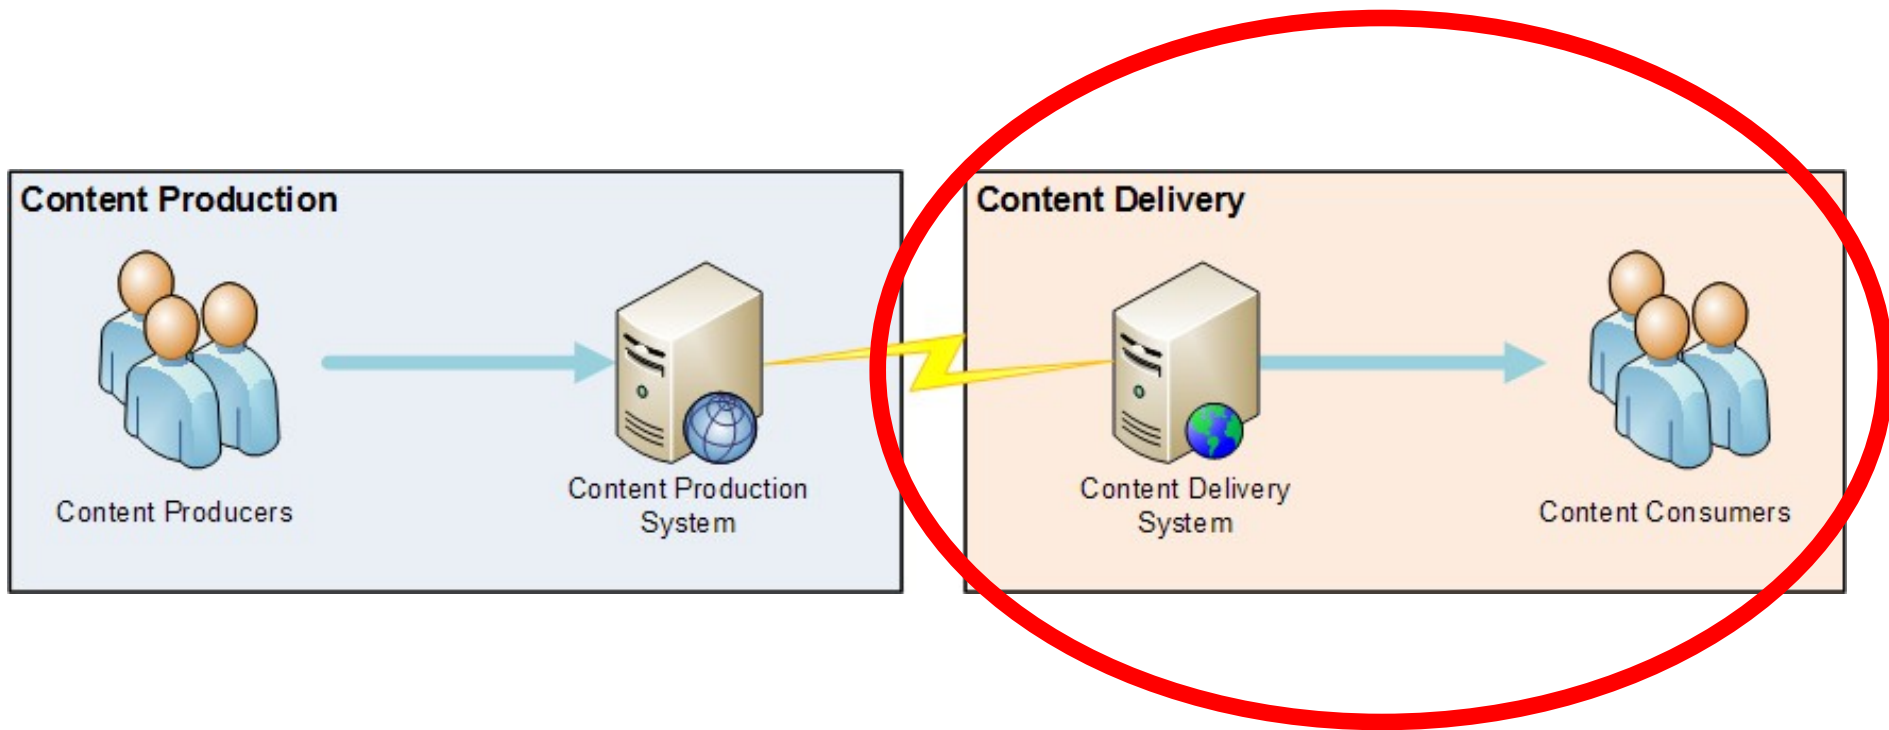 Content Production
Content Producers
Content Production
System
Content Delivery
Content Delivery
System
Content Consumers